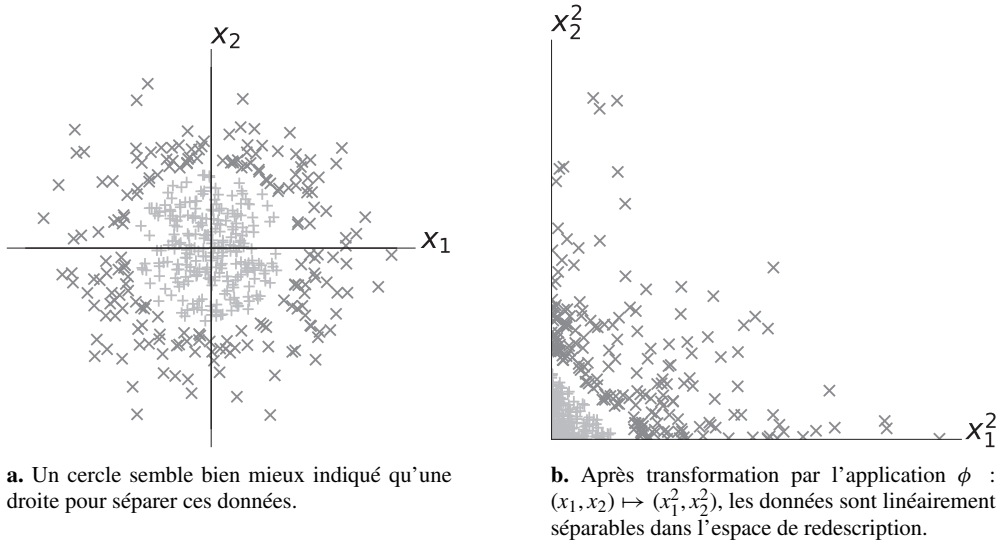 x₂
x₁
a. Un cercle semble bien mieux indiqué qu'une
droite pour séparer ces données.
x₂²
x₁²
b. Après transformation par l'application ϕ :
(x₁, x₂) ↦ (x₁², x₂²), les données sont linéairement
séparables dans l'espace de redescription.